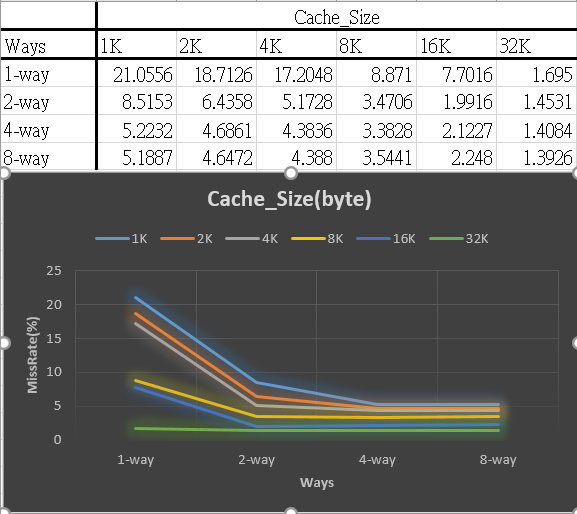 Cache_Size
Ways 1K 2K 4K 8K 16K 32K
1-way 21.0556 18.7126 17.2048 8.871 7.7016 1.695
2-way 8.5153 6.4358 5.1728 3.4706 1.9916 1.4531
4-way 5.2232 4.6861 4.3836 3.3828 2.1227 1.4084
8-way 5.1887 4.6472 4.388 3.5441 2.248 1.3926
Cache_Size(byte)
1K 2K 4K 8K 16K 32K
MissRate(%)
25
20
15
10
5
0
1-way 2-way 4-way 8-way
Ways